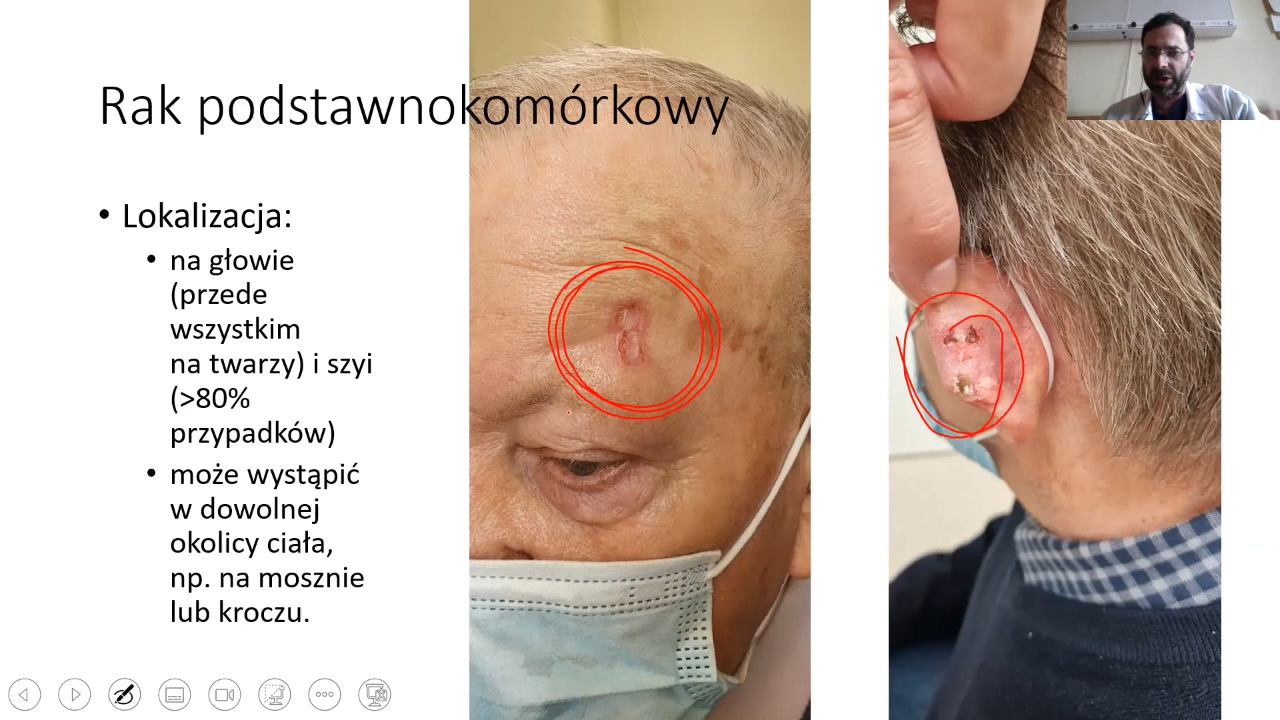 Rak podstawnokomórkowy
• Lokalizacja:
• na głowie
(przede
wszystkim
na twarzy) i szyi
(>80%
przypadków)
• może wystąpić
w dowolnej
okolicy ciała,
np. na mosznie
lub kroczu.